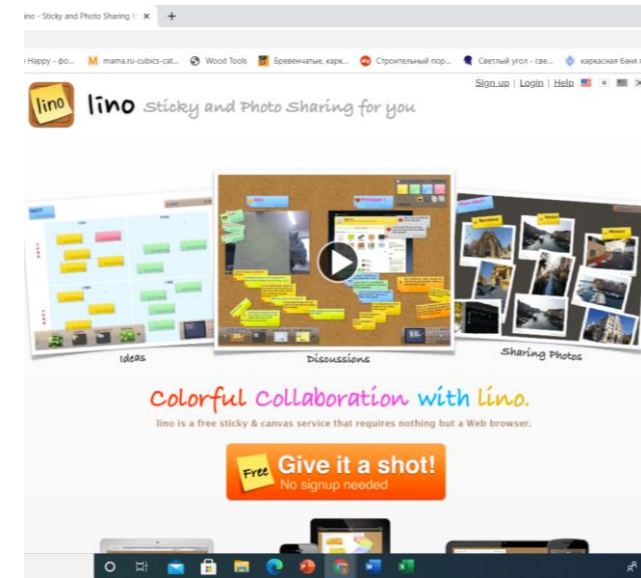 ino - Sticky and Photo Sharing f
Happy - фо... mama.ru-cubics-cat... Wood Tools Бревенчатые, карк... Строительный пор... Светлый угол - све... каркасная баня
Sign up | Login | Help
lino lino Sticky and Photo Sharing for you
Ideas Discussions Sharing Photos
Colorful Collaboration with lino.
lino is a free sticky & canvas service that requires nothing but a Web browser.
Free Give it a shot!
No signup needed